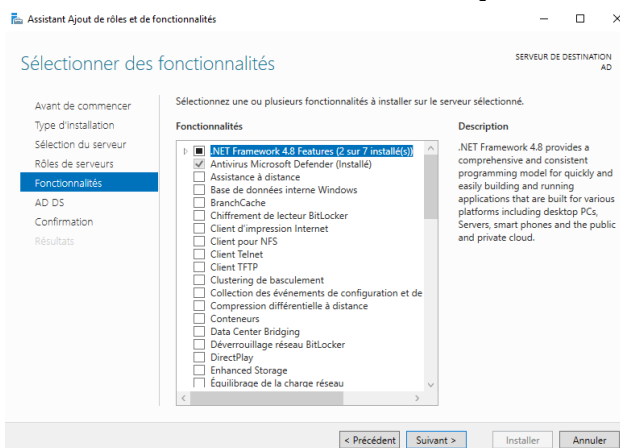 Assistant Ajout de rôles et de fonctionnalités
Sélectionner des fonctionnalités
SERVEUR DE DESTINATION
AD
Avant de commencer
Type d'installation
Sélection du serveur
Rôles de serveurs
Fonctionnalités
AD DS
Confirmation
Résultats
Sélectionnez une ou plusieurs fonctionnalités à installer sur le serveur sélectionné.
Fonctionnalités
.NET Framework 4.8 Features (2 sur 7 installé(s))
Antivirus Microsoft Defender (Installé)
Assistance à distance
Base de données interne Windows
BranchCache
Chiffrement de lecteur BitLocker
Client d'impression Internet
Client pour NFS
Client Telnet
Client TFTP
Clustering de basculement
Collection des événements de configuration et de
Compression différentielle à distance
Conteneurs
Data Center Bridging
Déverrouillage réseau BitLocker
DirectPlay
Enhanced Storage
Équilibrage de la charge réseau
Description
.NET Framework 4.8 provides a
comprehensive and consistent
programming model for quickly and
easily building and running
applications that are built for various
platforms including desktop PCs,
Servers, smart phones and the public
and private cloud.
< Précédent
Suivant >
Installer
Annuler